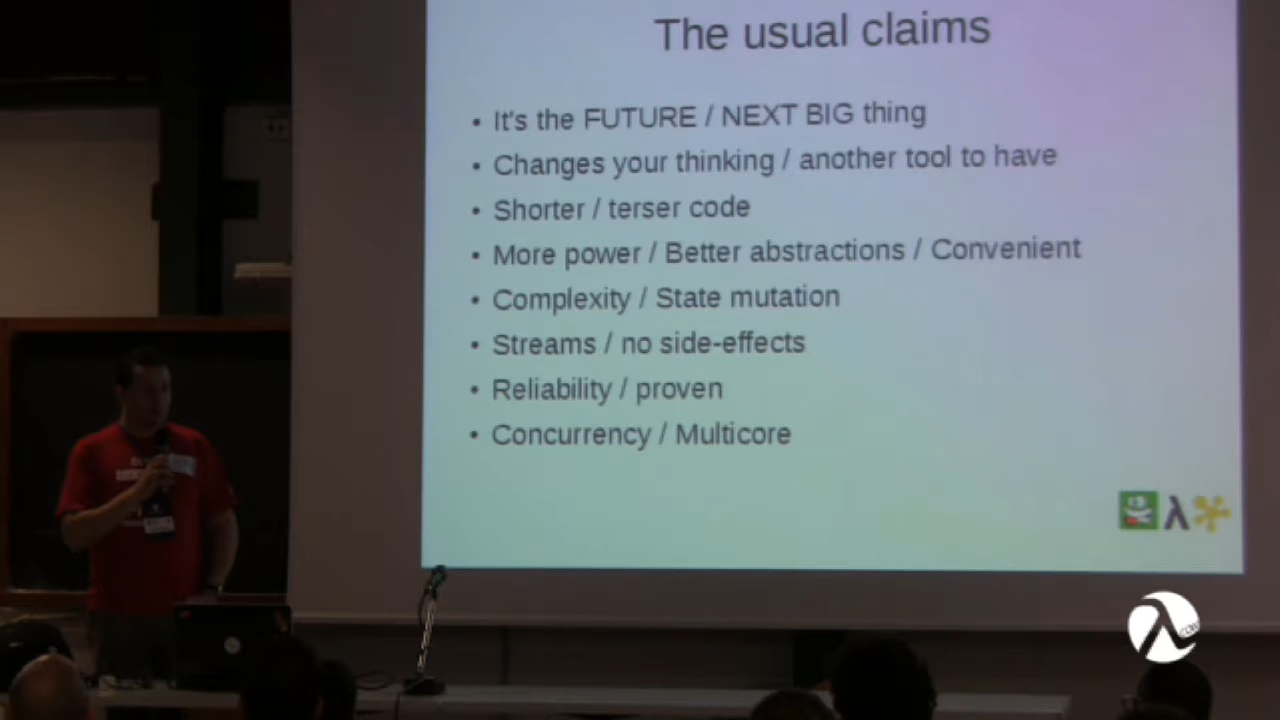 The usual claims
• It's the FUTURE / NEXT BIG thing
• Changes your thinking / another tool to have
• Shorter / terser code
• More power / Better abstractions / Convenient
• Complexity / State mutation
• Streams / no side-effects
• Reliability / proven
• Concurrency / Multicore
λ
λ